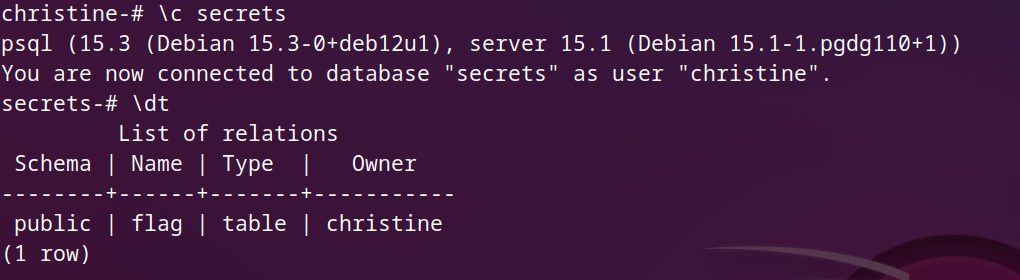 christine-# \c secrets
psql (15.3 (Debian 15.3-0+deb12u1), server 15.1 (Debian 15.1-1.pgdg110+1))
You are now connected to database "secrets" as user "christine".
secrets-# \dt
         List of relations
 Schema | Name | Type  |   Owner
--------+------+-------+-----------
 public | flag | table | christine
(1 row)